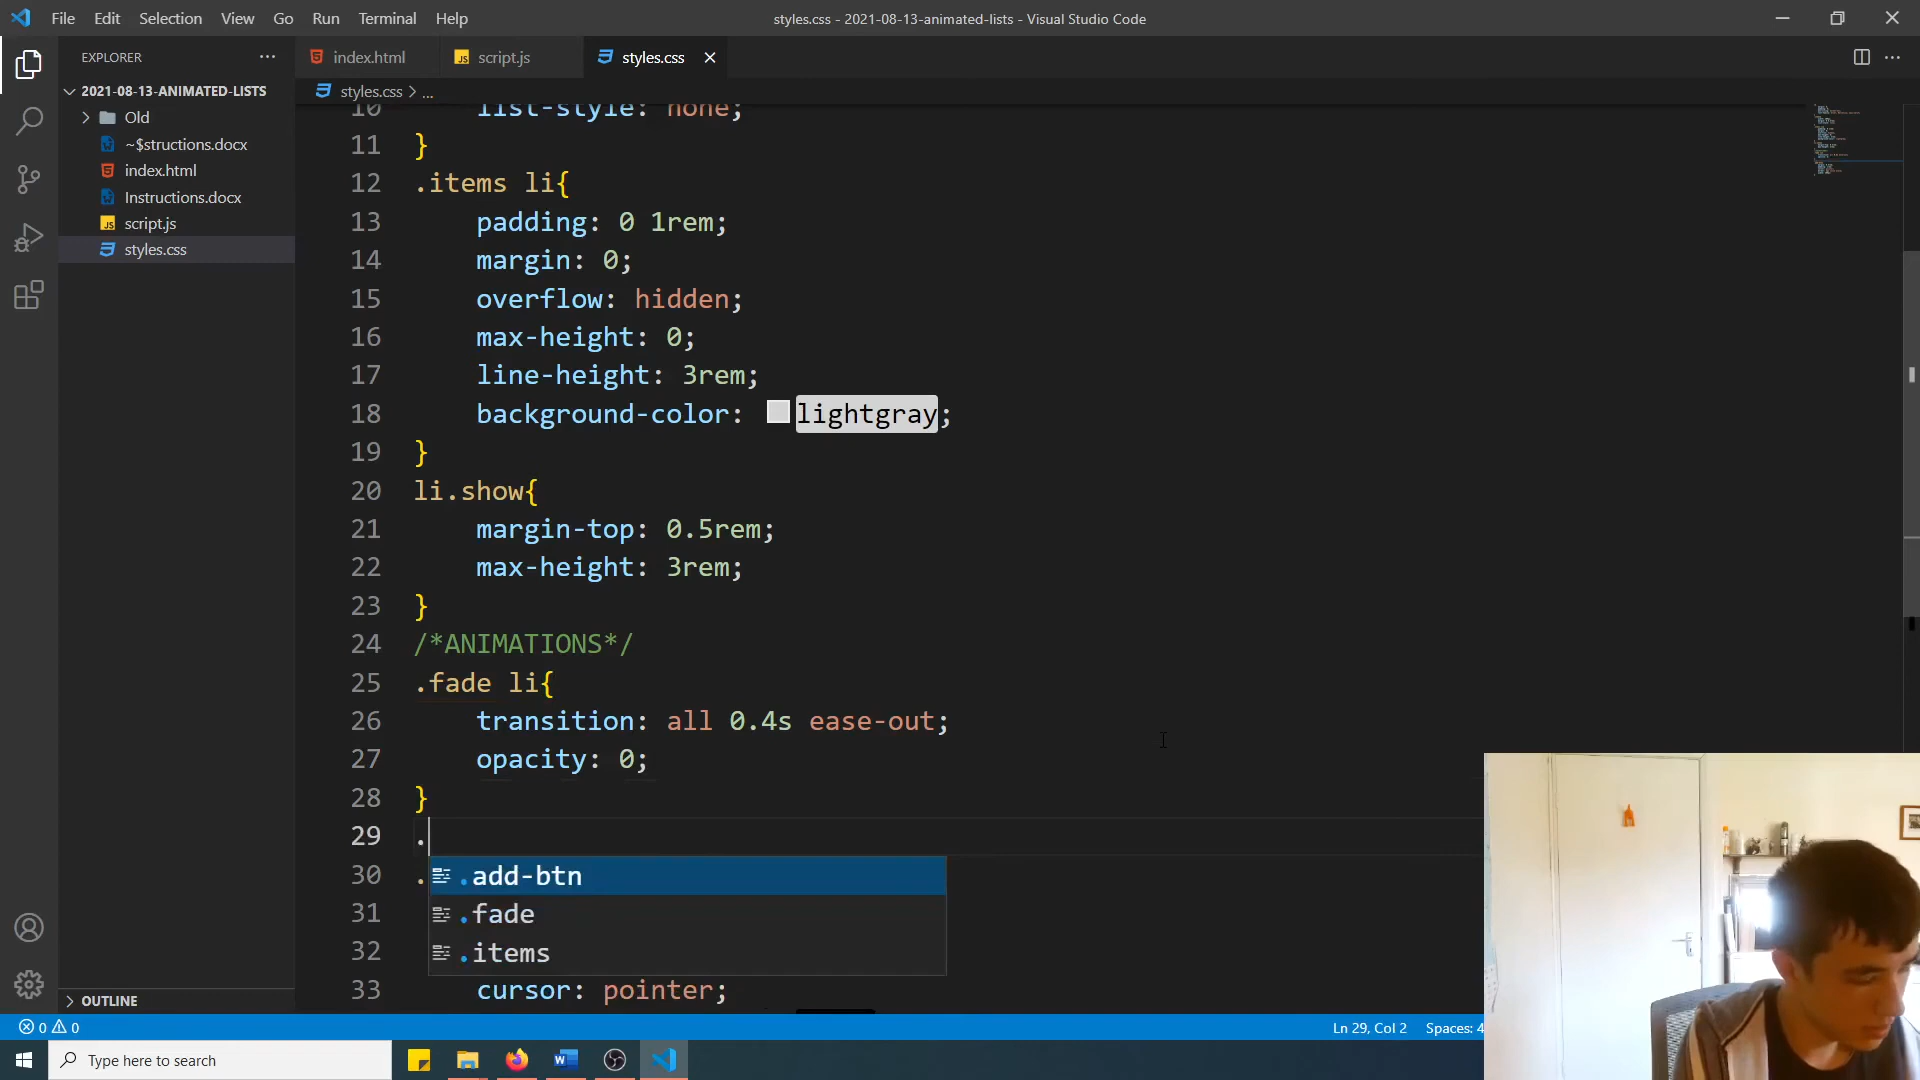 File Edit Selection View Go Run Terminal Help
styles.css - 2021-08-13-animated-lists - Visual Studio Code
EXPLORER
2021-08-13-ANIMATED-LISTS
Old
~$structions.docx
index.html
Instructions.docx
script.js
styles.css
OUTLINE
index.html
script.js
styles.css
styles.css > ...
10 list-style: none;
11 }
12 .items li{
13 padding: 0 1rem;
14 margin: 0;
15 overflow: hidden;
16 max-height: 0;
17 line-height: 3rem;
18 background-color: lightgray;
19 }
20 li.show{
21 margin-top: 0.5rem;
22 max-height: 3rem;
23 }
24 /*ANIMATIONS*/
25 .fade li{
26 transition: all 0.4s ease-out;
27 opacity: 0;
28 }
29 .
30 . .add-btn
31 .fade
32 .items
33 cursor: pointer;
0 0
Ln 29, Col 2 Spaces: 4
Type here to search